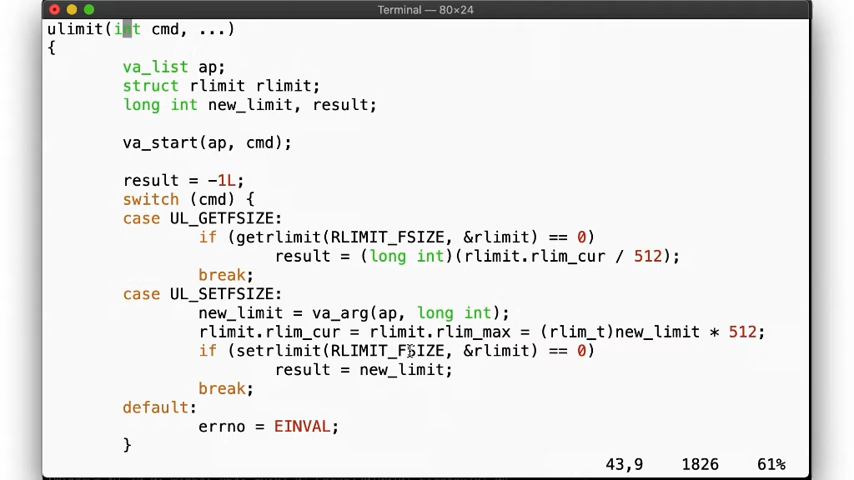 Terminal — 80×24
ulimit(int cmd, ...)
{
        va_list ap;
        struct rlimit rlimit;
        long int new_limit, result;
        va_start(ap, cmd);
        result = -1L;
        switch (cmd) {
        case UL_GETFSIZE:
                if (getrlimit(RLIMIT_FSIZE, &rlimit) == 0)
                        result = (long int)(rlimit.rlim_cur / 512);
                break;
        case UL_SETFSIZE:
                new_limit = va_arg(ap, long int);
                rlimit.rlim_cur = rlimit.rlim_max = (rlim_t)new_limit * 512;
                if (setrlimit(RLIMIT_FSIZE, &rlimit) == 0)
                        result = new_limit;
                break;
        default:
                errno = EINVAL;
        }
43,9 1826 61%